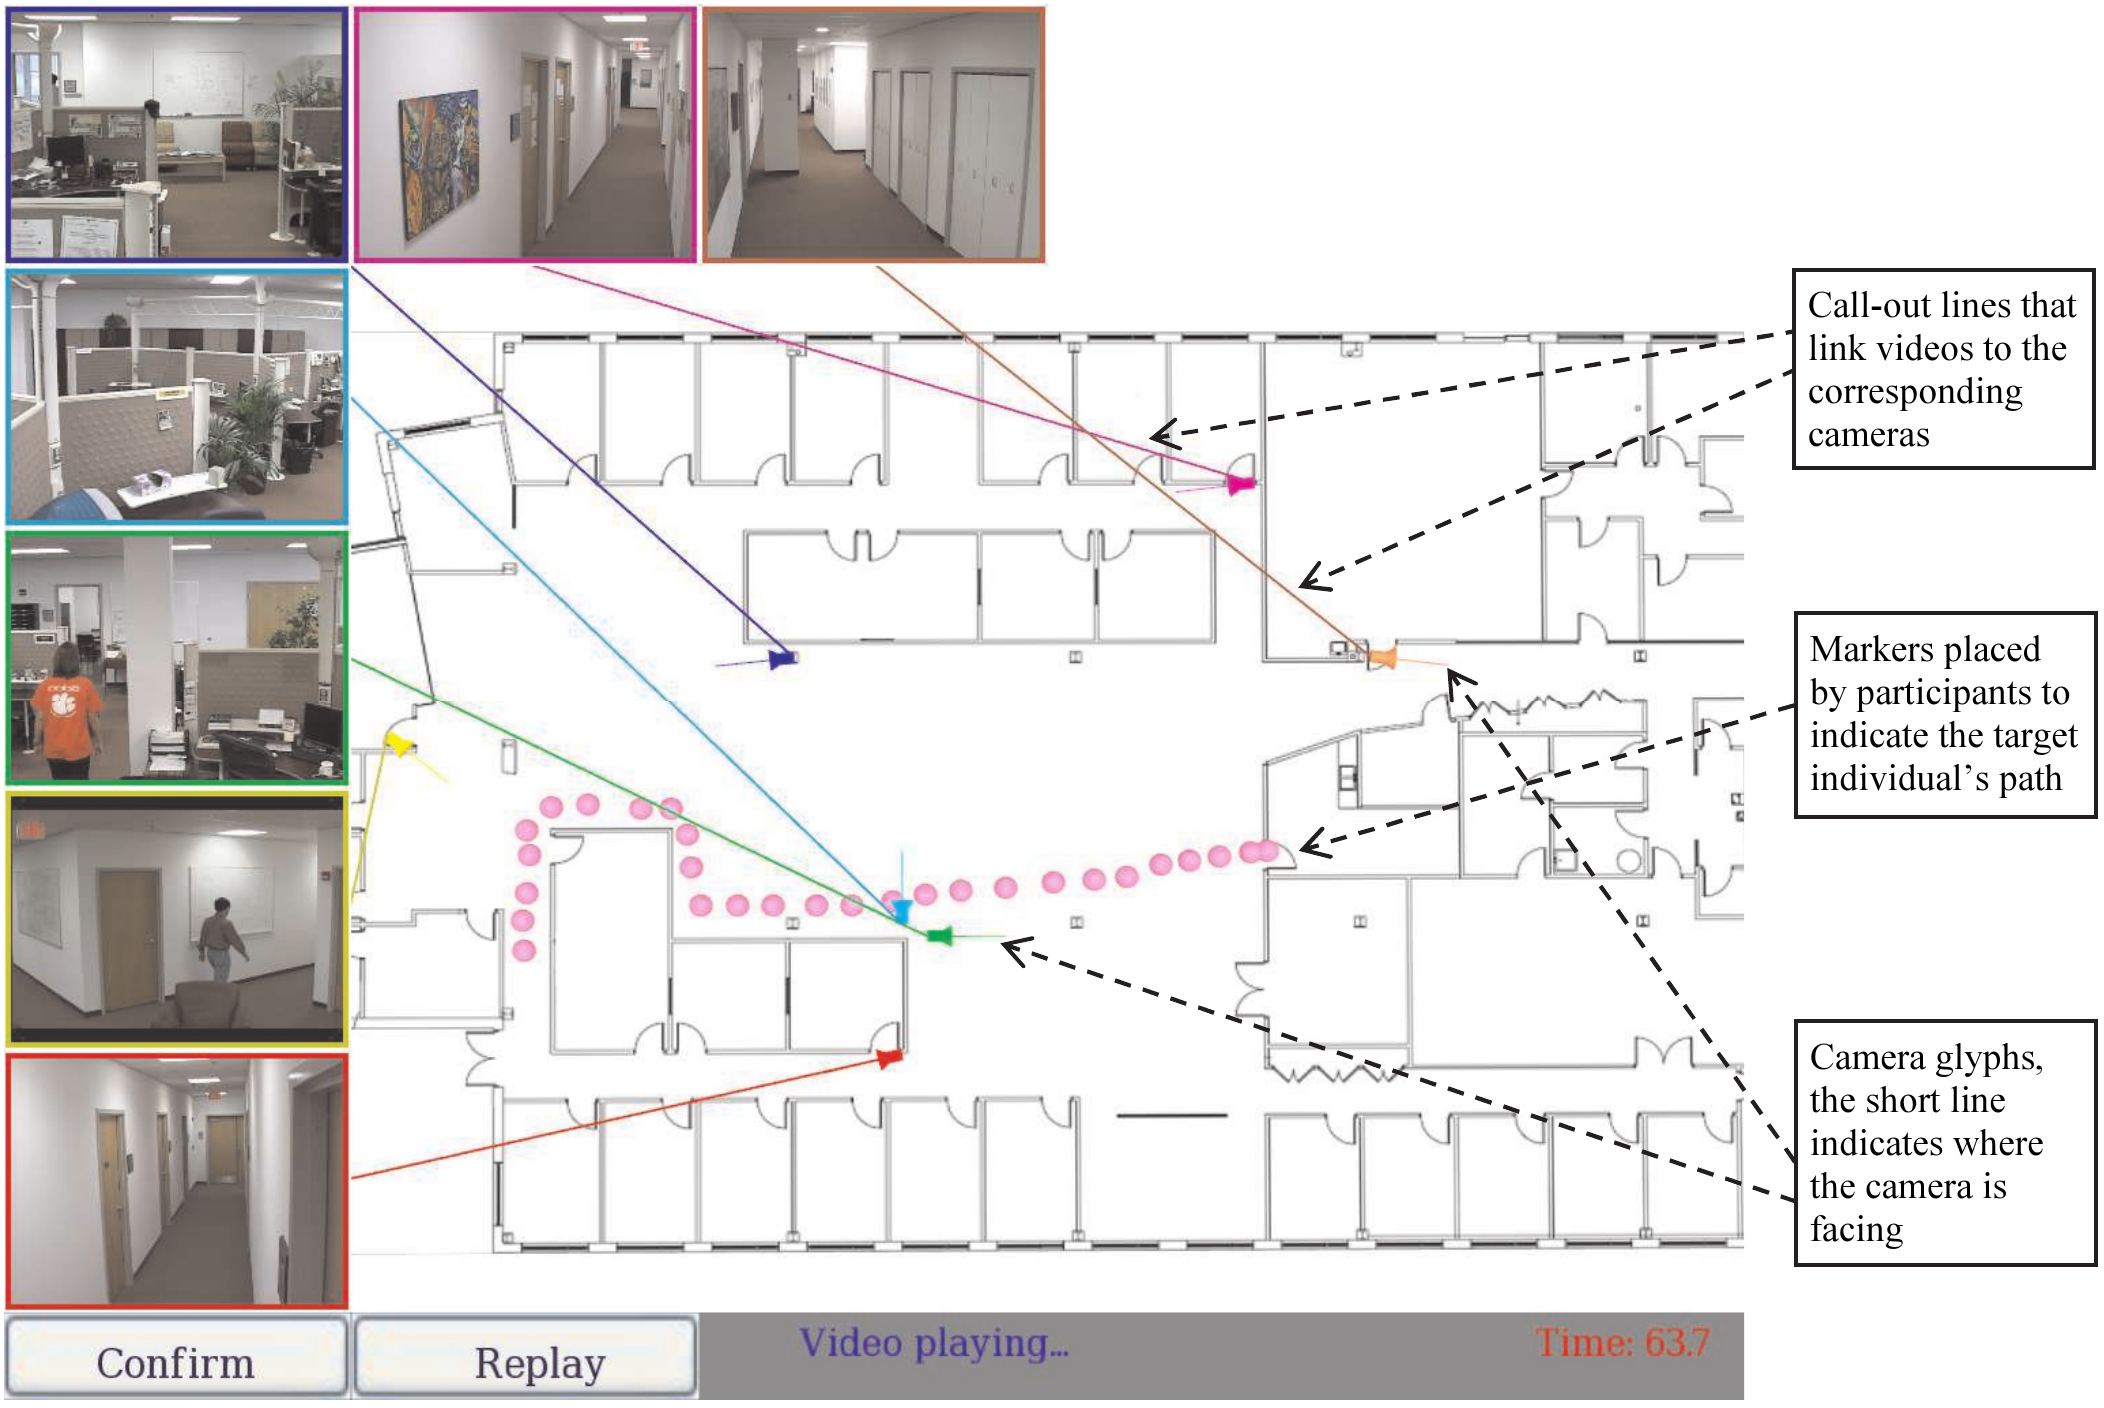 Call-out lines that
link videos to the
corresponding
cameras
Markers placed
by participants to
indicate the target
individual’s path
Camera glyphs,
the short line
indicates where
the camera is
facing
Confirm
Replay
Video playing...
Time: 63.7